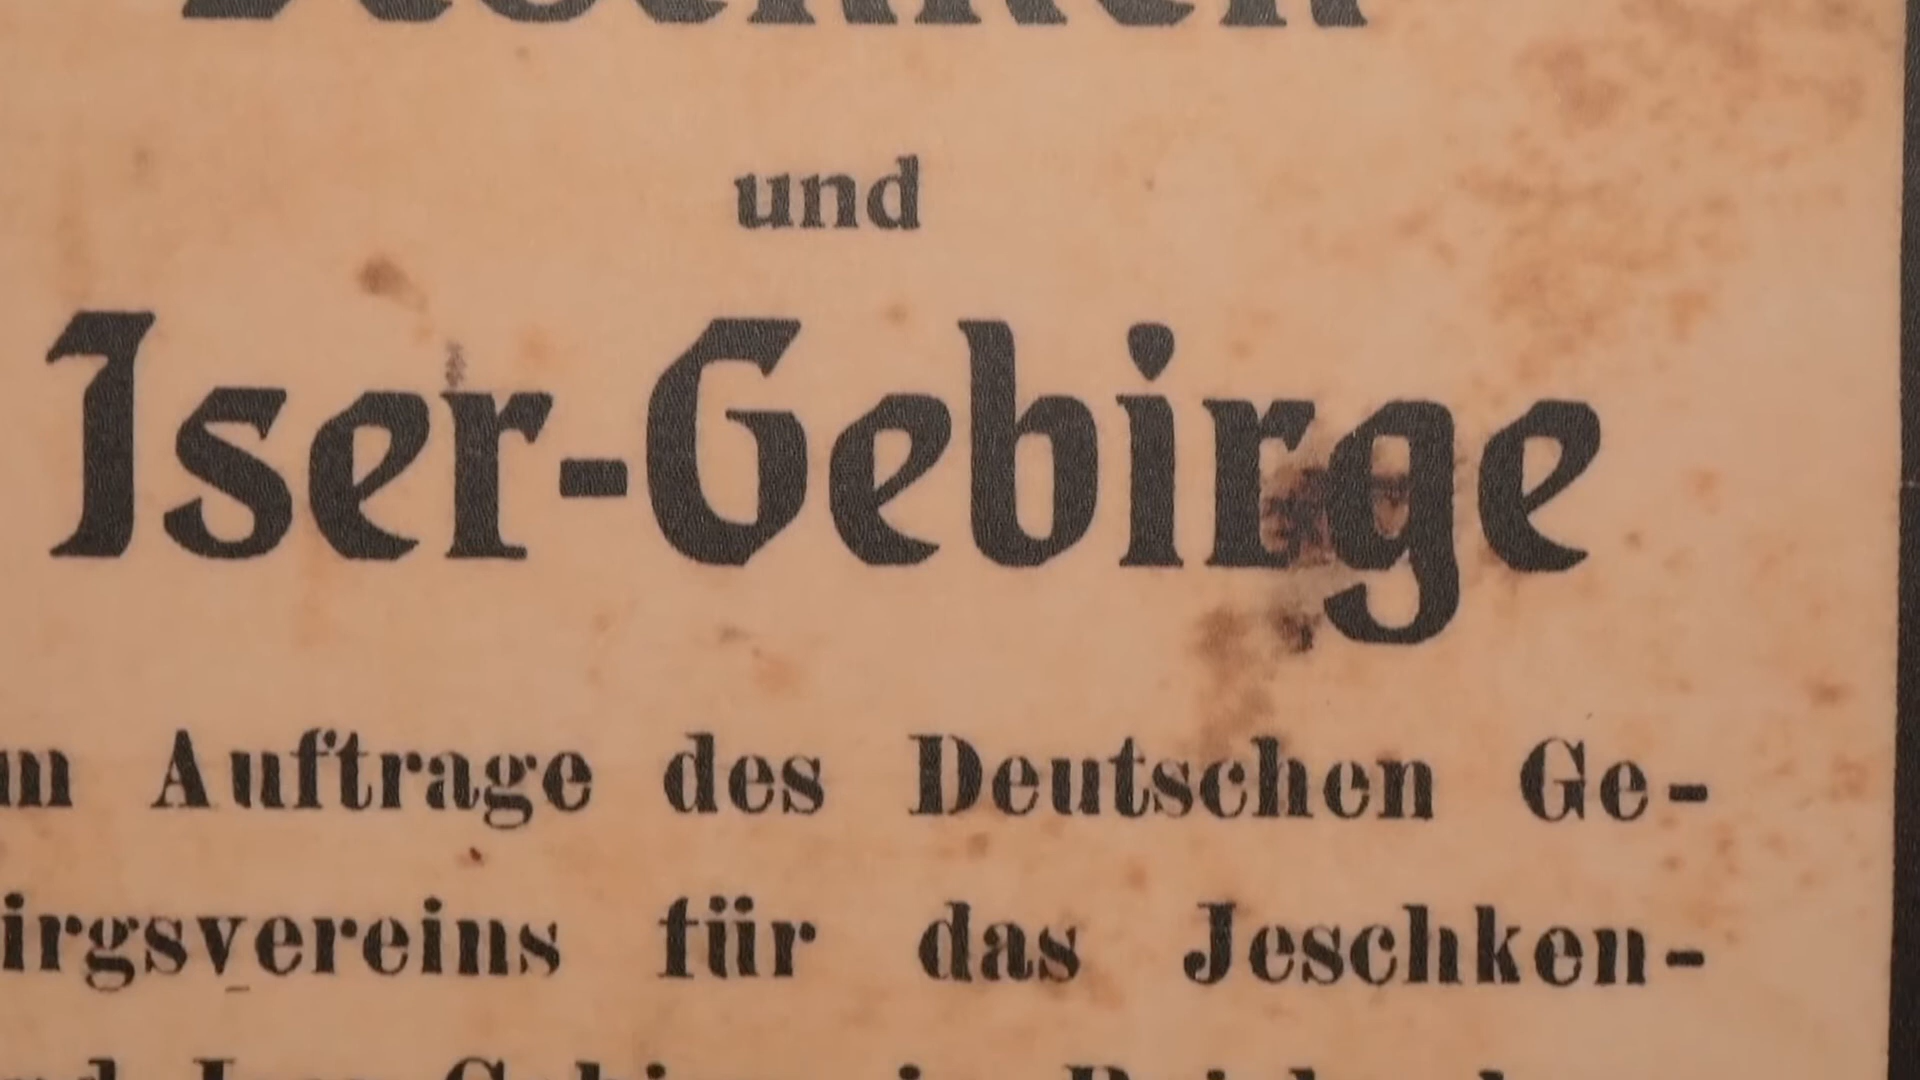 und
Iser-Gebirge
m Auftrage des Deutschen Ge-
irgsvereins für das Jeschken-